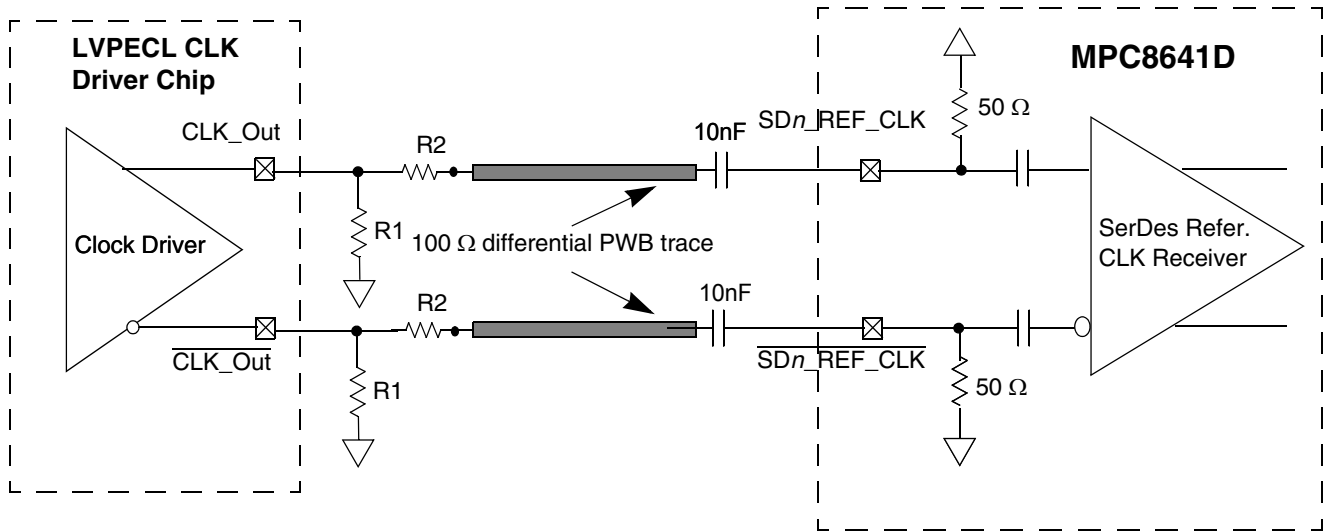 LVPECL CLK
Driver Chip
MPC8641D
CLK_Out
R2
10nF
SDn_REF_CLK
50 Ω
Clock Driver
R1
100 Ω differential PWB trace
SerDes Refer.
CLK Receiver
R2
10nF
CLK_Out
SDn_REF_CLK
R1
50 Ω